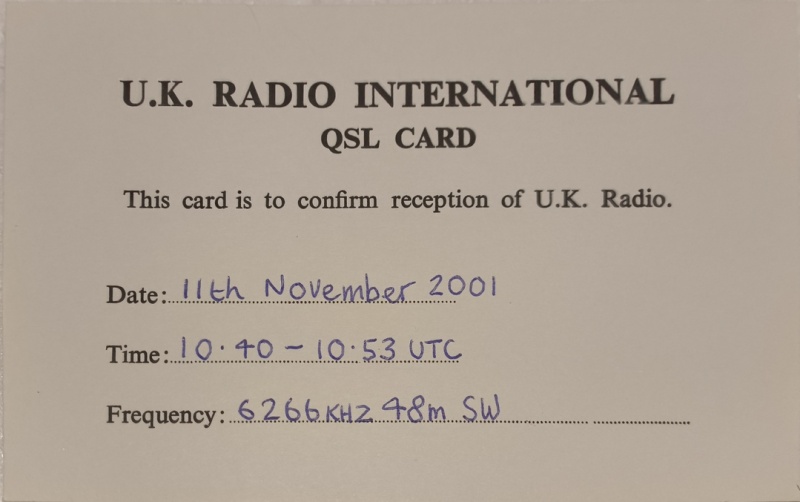 U.K. RADIO INTERNATIONAL
QSL CARD
This card is to confirm reception of U.K. Radio.
Date: 11th November 2001
Time: 10.40 - 10.53 UTC
Frequency: 6266KHZ 48m SW